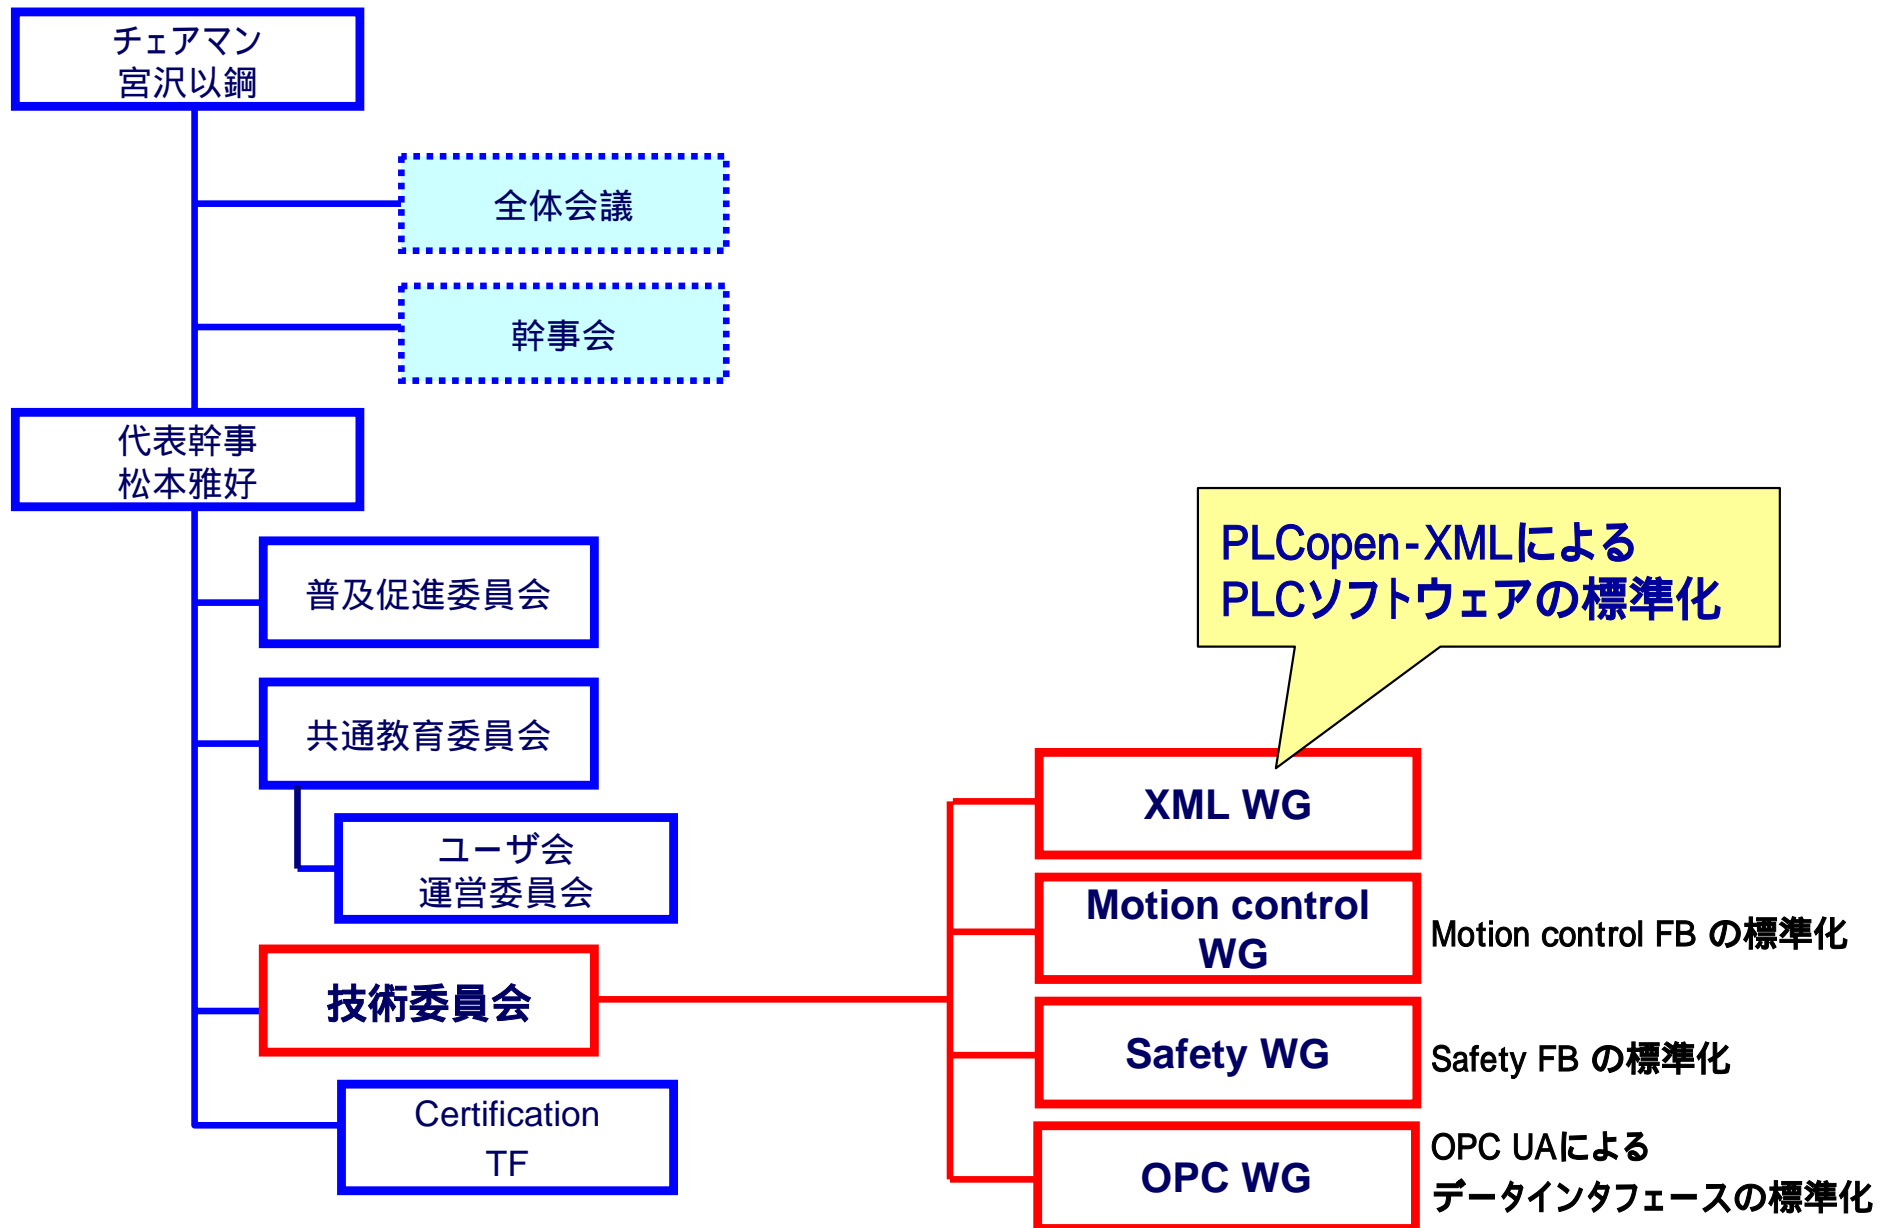 チェアマン
宮沢以鋼
全体会議
幹事会
代表幹事
松本雅好
普及促進委員会
共通教育委員会
ユーザ会
運営委員会
技術委員会
Certification
TF
PLCopen-XMLによる
PLCソフトウェアの標準化
XML WG
Motion control
WG
Motion control FB の標準化
Safety WG
Safety FB の標準化
OPC WG
OPC UAによる
データインタフェースの標準化